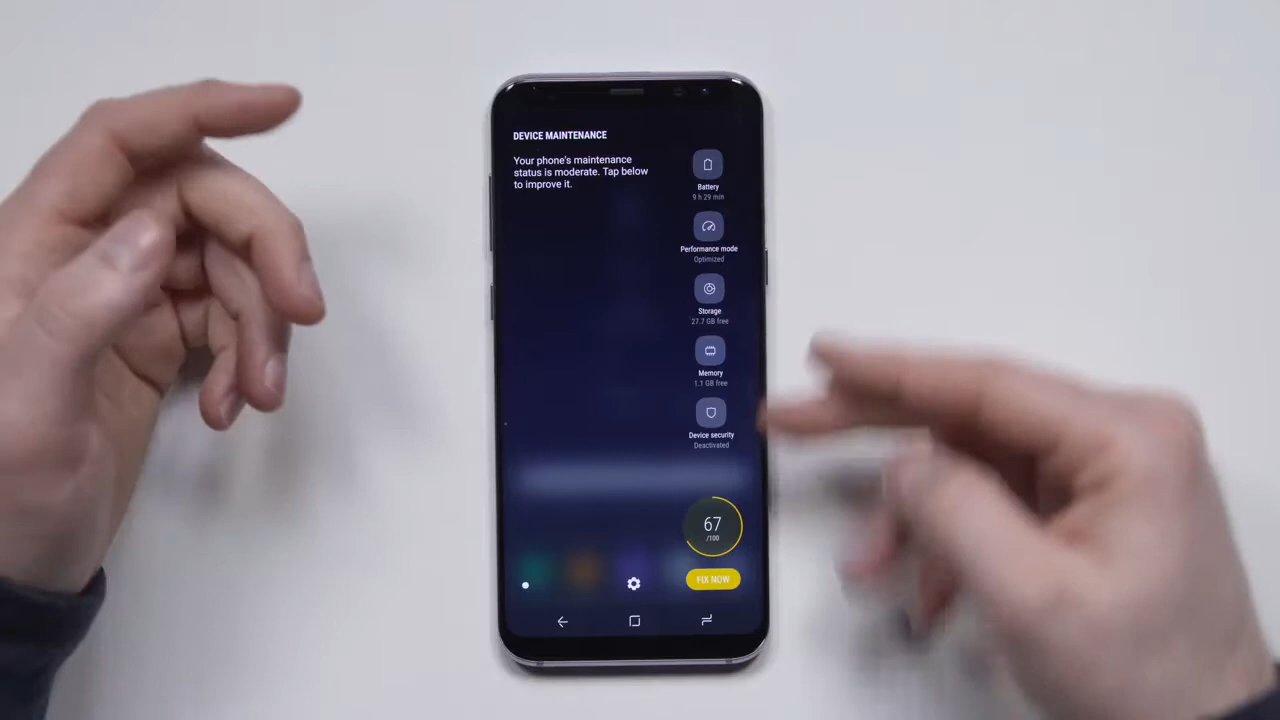 DEVICE MAINTENANCE
Your phone's maintenance
status is moderate. Tap below
to improve it.
Battery
9 h 29 min
Performance mode
Optimized
Storage
27.7 GB free
Memory
1.1 GB free
Device security
Deactivated
67
/100
FIX NOW